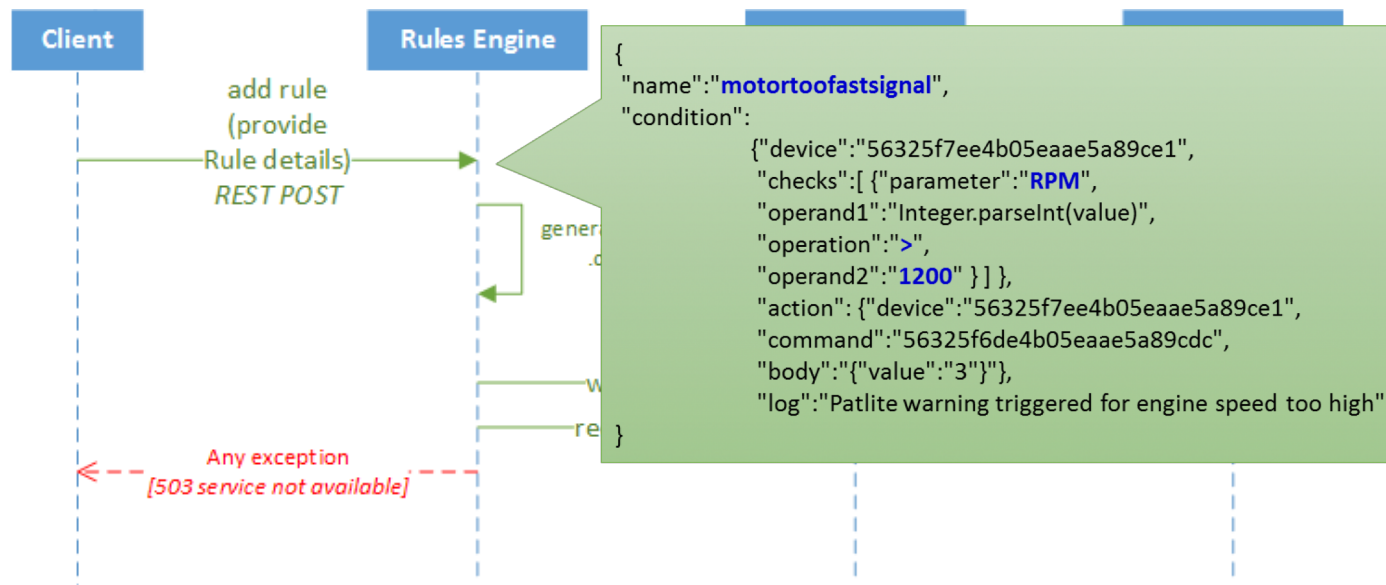 Client
Rules Engine
add rule
(provide
Rule details)
REST POST
{
"name":"motortoofastsignal",
"condition":
{"device":"56325f7ee4b05eaae5a89ce1",
"checks":[ {"parameter":"RPM",
"operand1":"Integer.parseInt(value)",
"operation":">",
"operand2":"1200" } ] },
"action": {"device":"56325f7ee4b05eaae5a89ce1",
"command":"56325f6de4b05eaae5a89cdc",
"body":"{"value":"3"}"},
"log":"Patlite warning triggered for engine speed too high"
}
Any exception
[503 service not available]